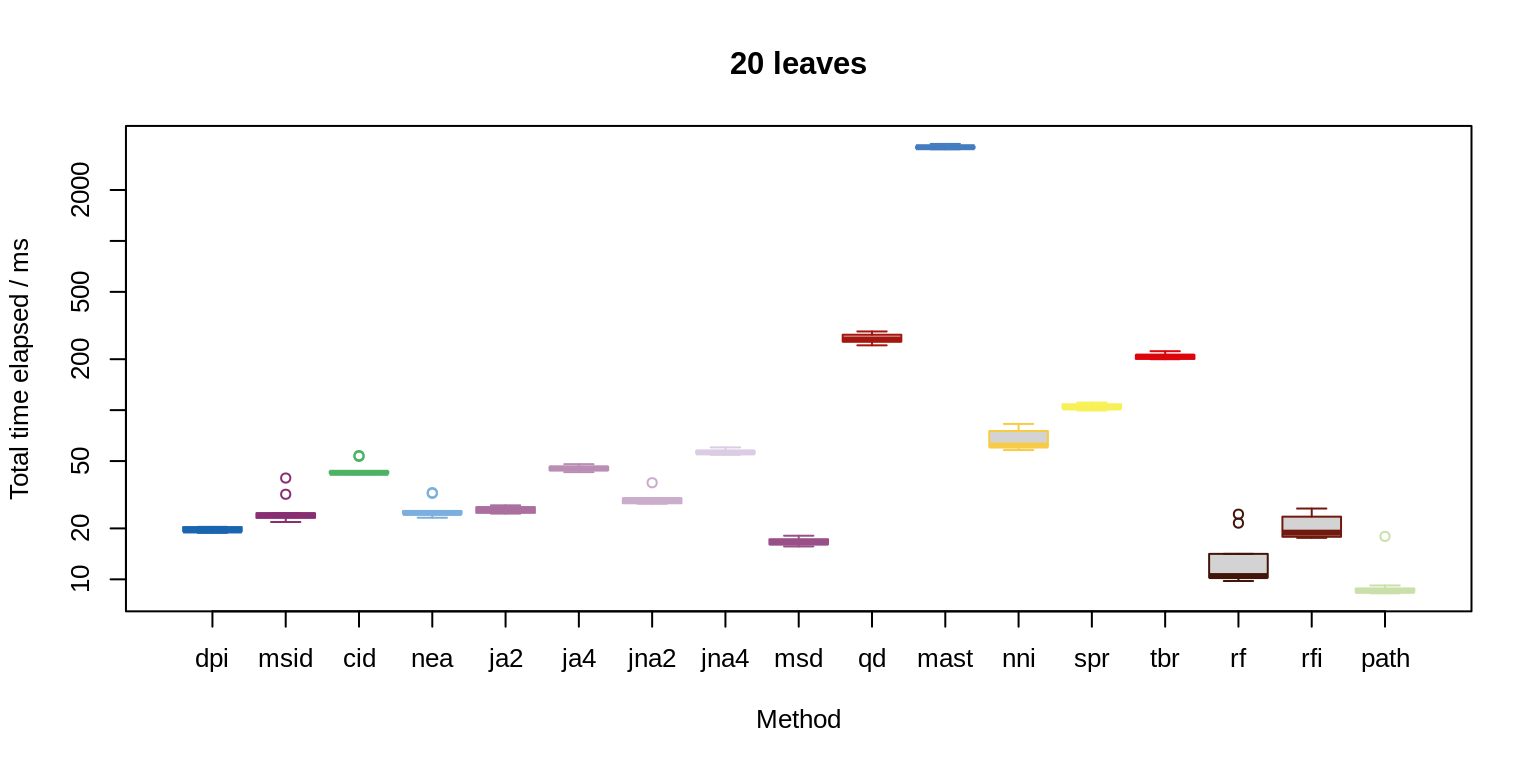 20 leaves
Total time elapsed / ms
2000
500
200
50
20
10
dpi msid cid nea ja2 ja4 jna2 jna4 msd qd mast nni spr tbr rf rfi path
Method